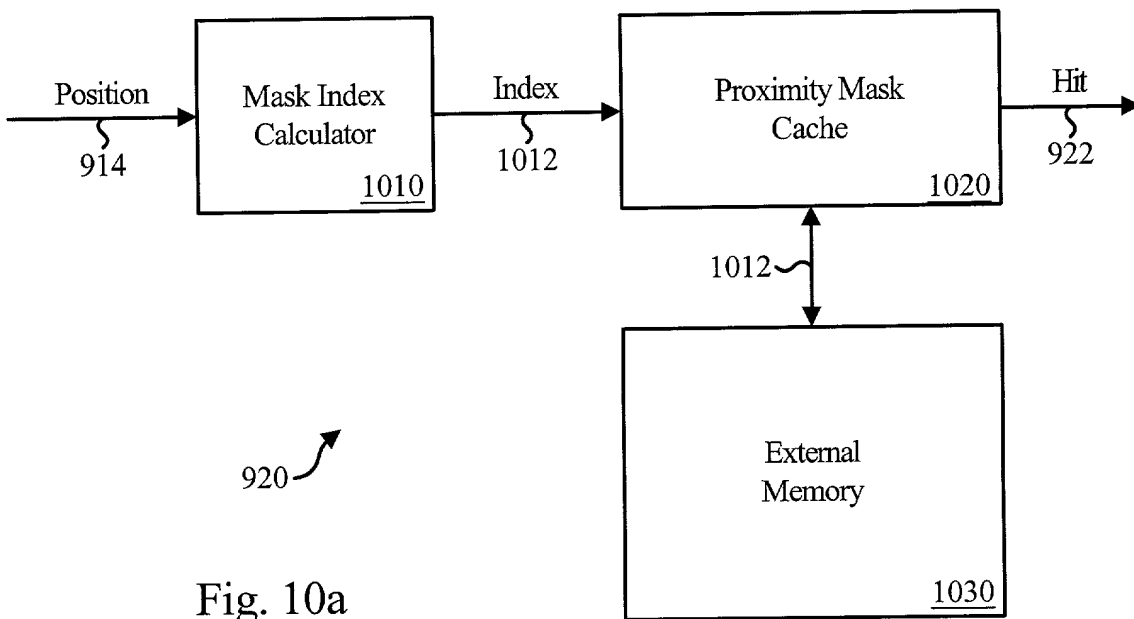 Position
914
Mask Index
Calculator
1010
Index
1012
Proximity Mask
Cache
1020
Hit
922
1012
External
Memory
1030
920
Fig. 10a